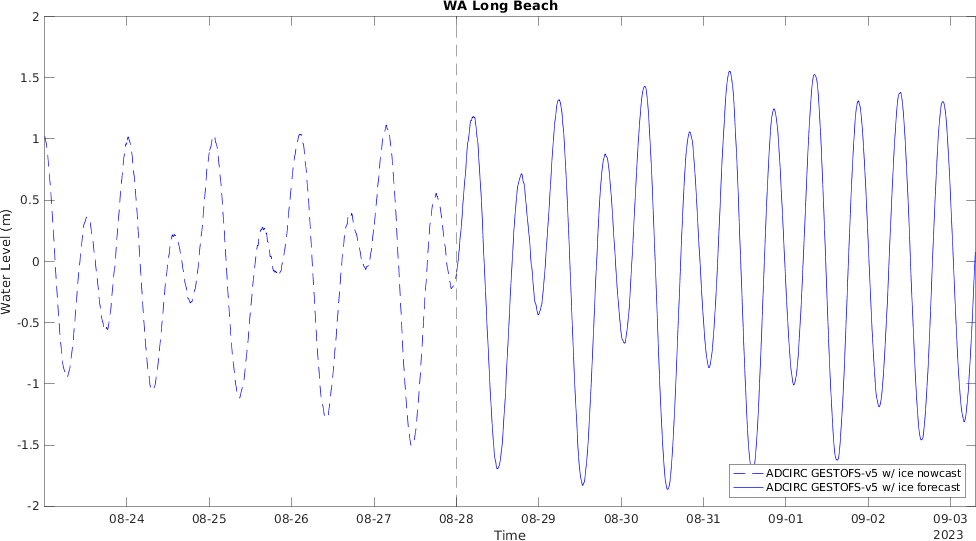 WA Long Beach
Water Level (m)
2
1.5
1
0.5
0
-0.5
-1
-1.5
-2
ADCIRC GESTOFS-v5 w/ ice nowcast
ADCIRC GESTOFS-v5 w/ ice forecast
08-24 08-25 08-26 08-27 08-28 08-29 08-30 08-31 09-01 09-02 09-03
2023
Time